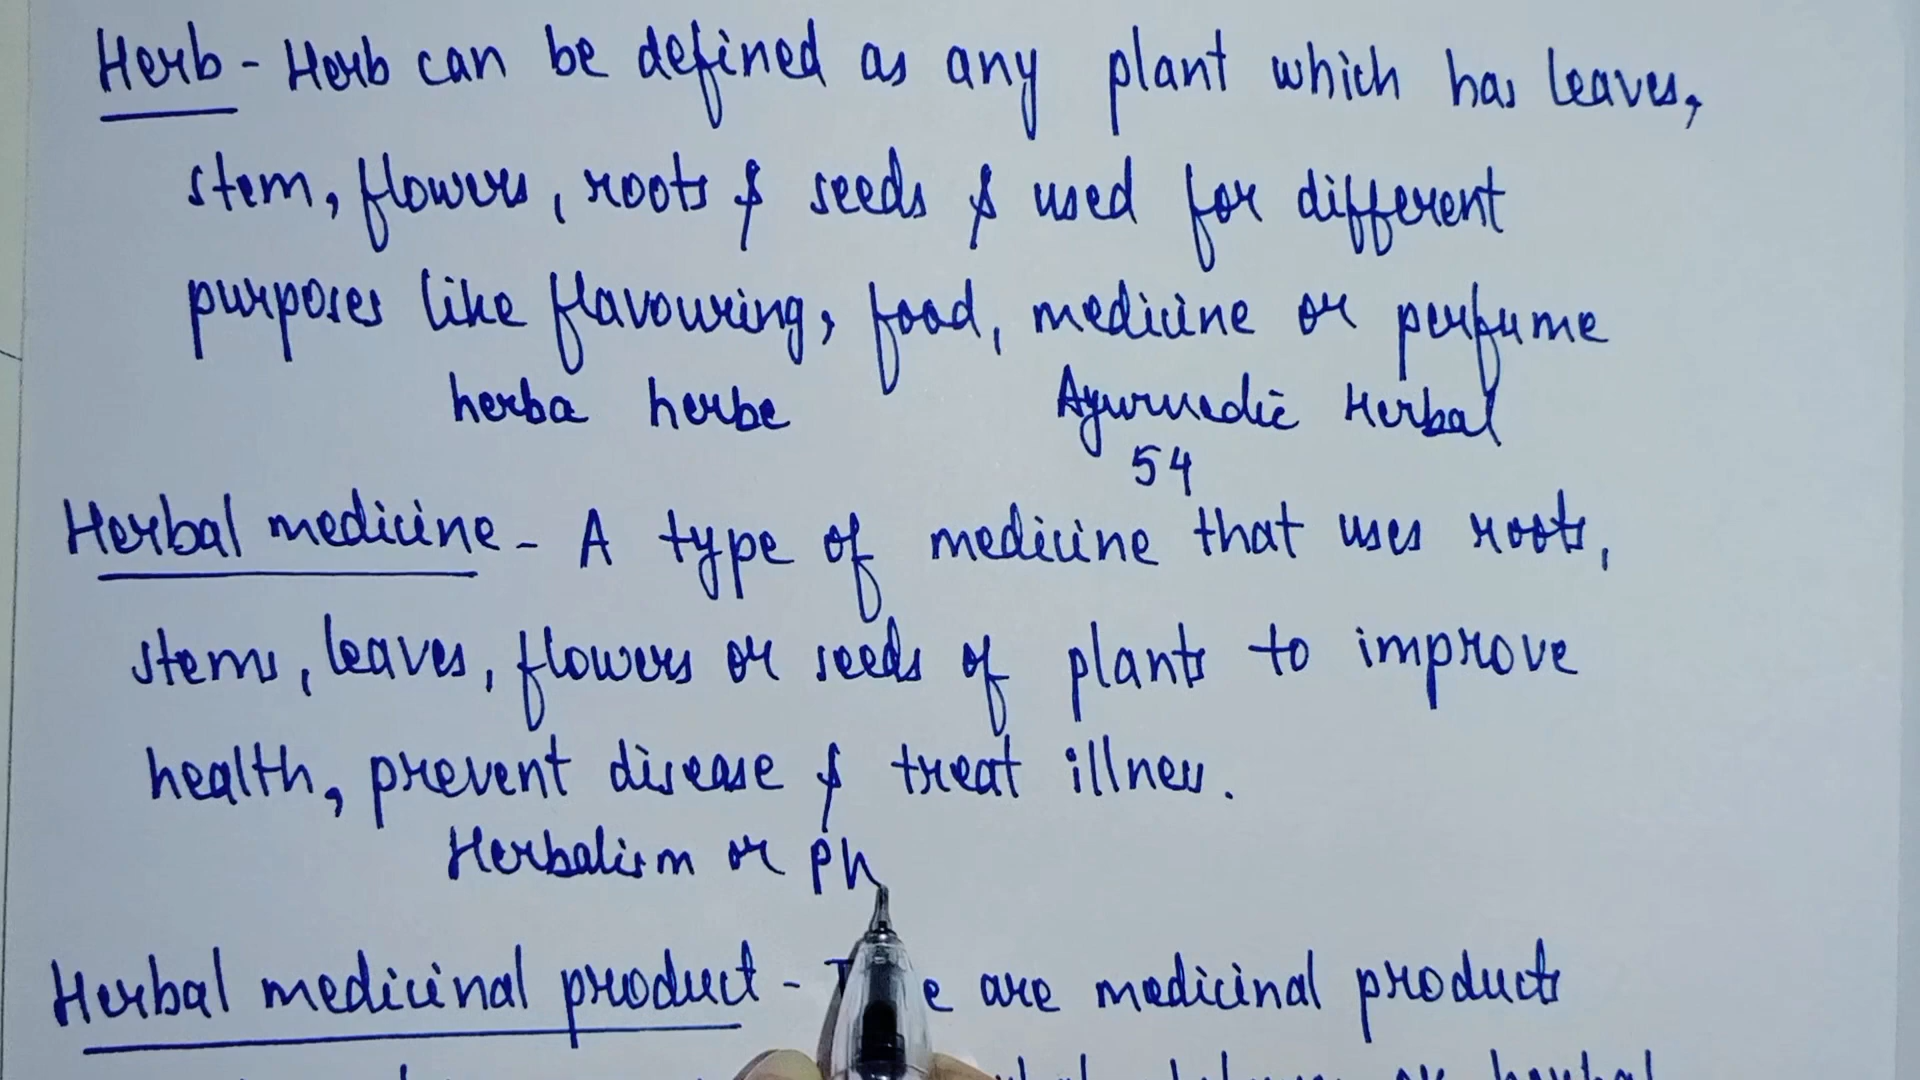 Herb - Herb can be defined as any plant which has leaves,
stem, flowers, roots & seeds & used for different
purposes like flavouring, food, medicine or perfume
herba herbe Ayurvedic Herbal
54
Herbal medicine - A type of medicine that uses roots,
stems, leaves, flowers or seeds of plants to improve
health, prevent disease & treat illness.
Herbalism or Ph
Herbal medicinal product - are medicinal products
or herbal